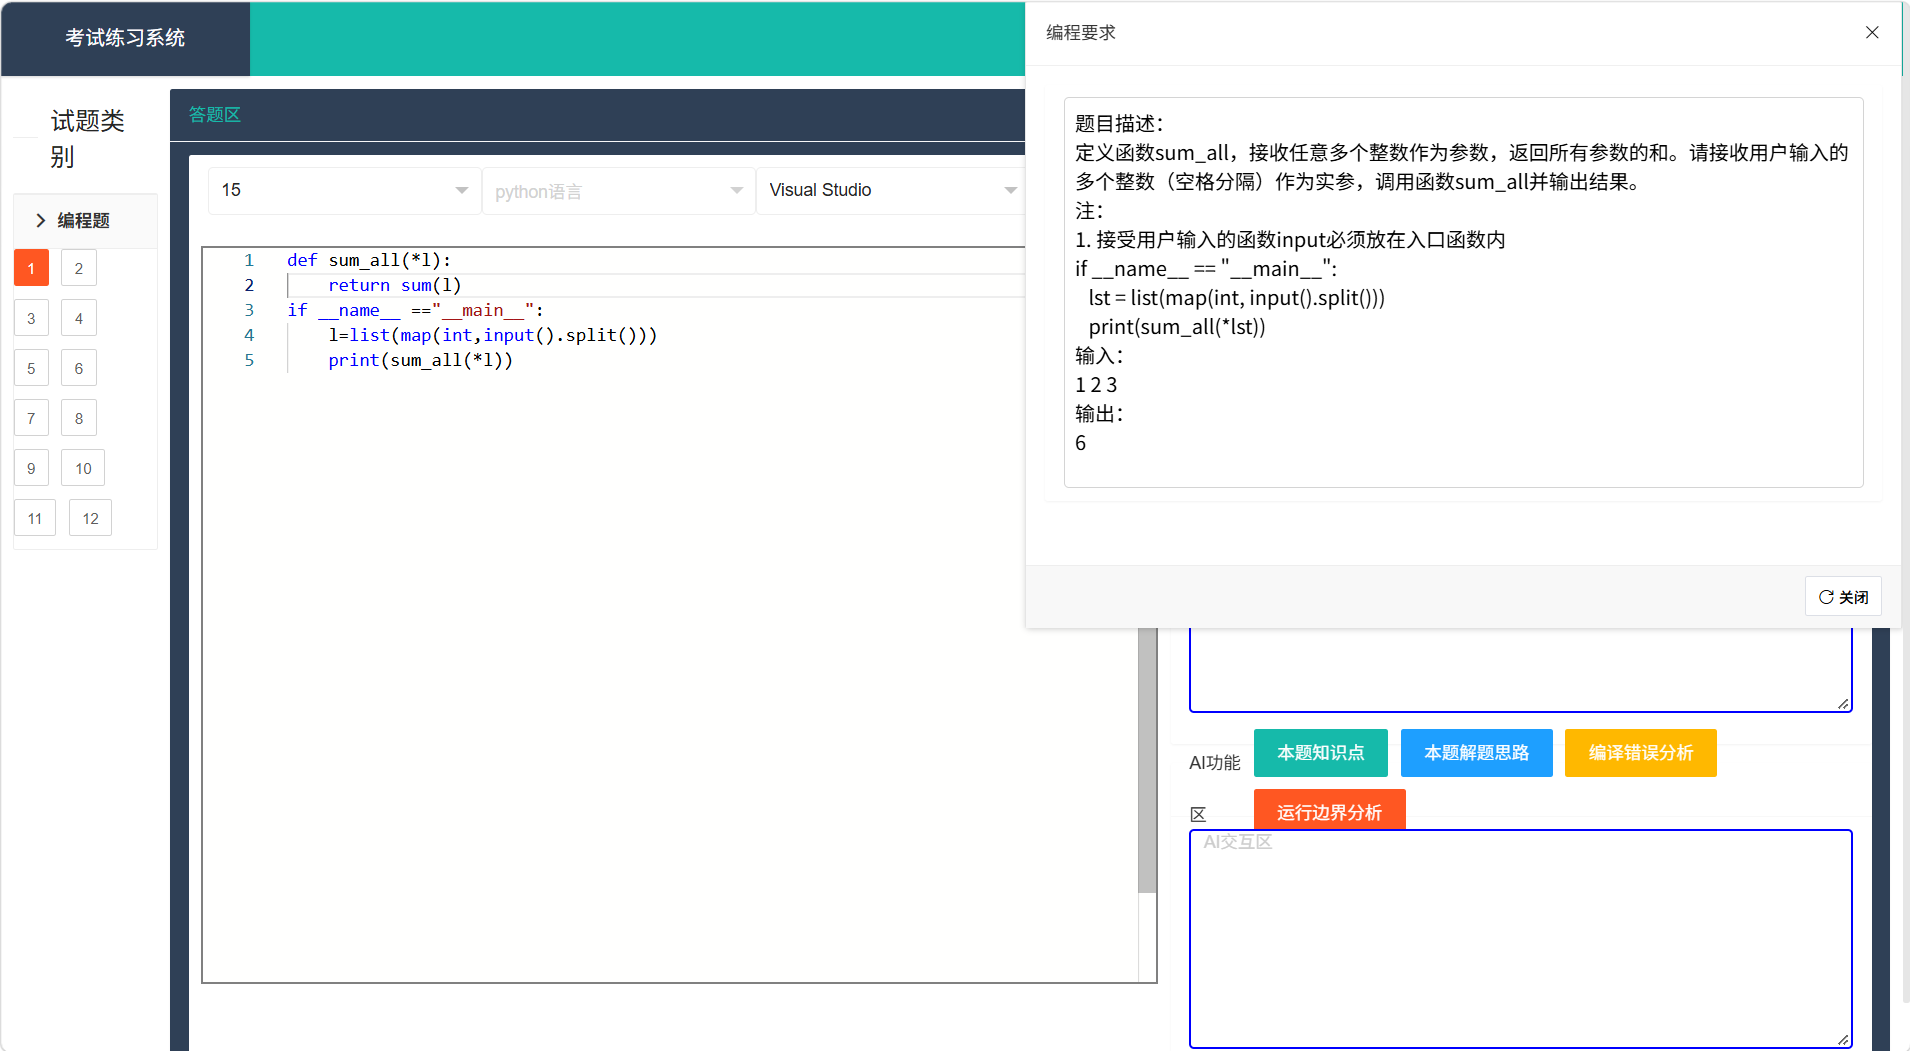 考试练习系统
试题类
别
编程题
1
2
3
4
5
6
7
8
9
10
11
12
答题区
15
python语言
Visual Studio
1 def sum_all(*l):
2     return sum(l)
3 if __name__ =="__main__":
4     l=list(map(int,input().split()))
5     print(sum_all(*l))
编程要求
题目描述：
定义函数sum_all，接收任意多个整数作为参数，返回所有参数的和。请接收用户输入的
多个整数（空格分隔）作为实参，调用函数sum_all并输出结果。
注：
1. 接受用户输入的函数input必须放在入口函数内
if __name__ == "__main__":
   lst = list(map(int, input().split()))
   print(sum_all(*lst))
输入：
1 2 3
输出：
6
关闭
AI功能
区
本题知识点
本题解题思路
编译错误分析
运行边界分析
AI交互区